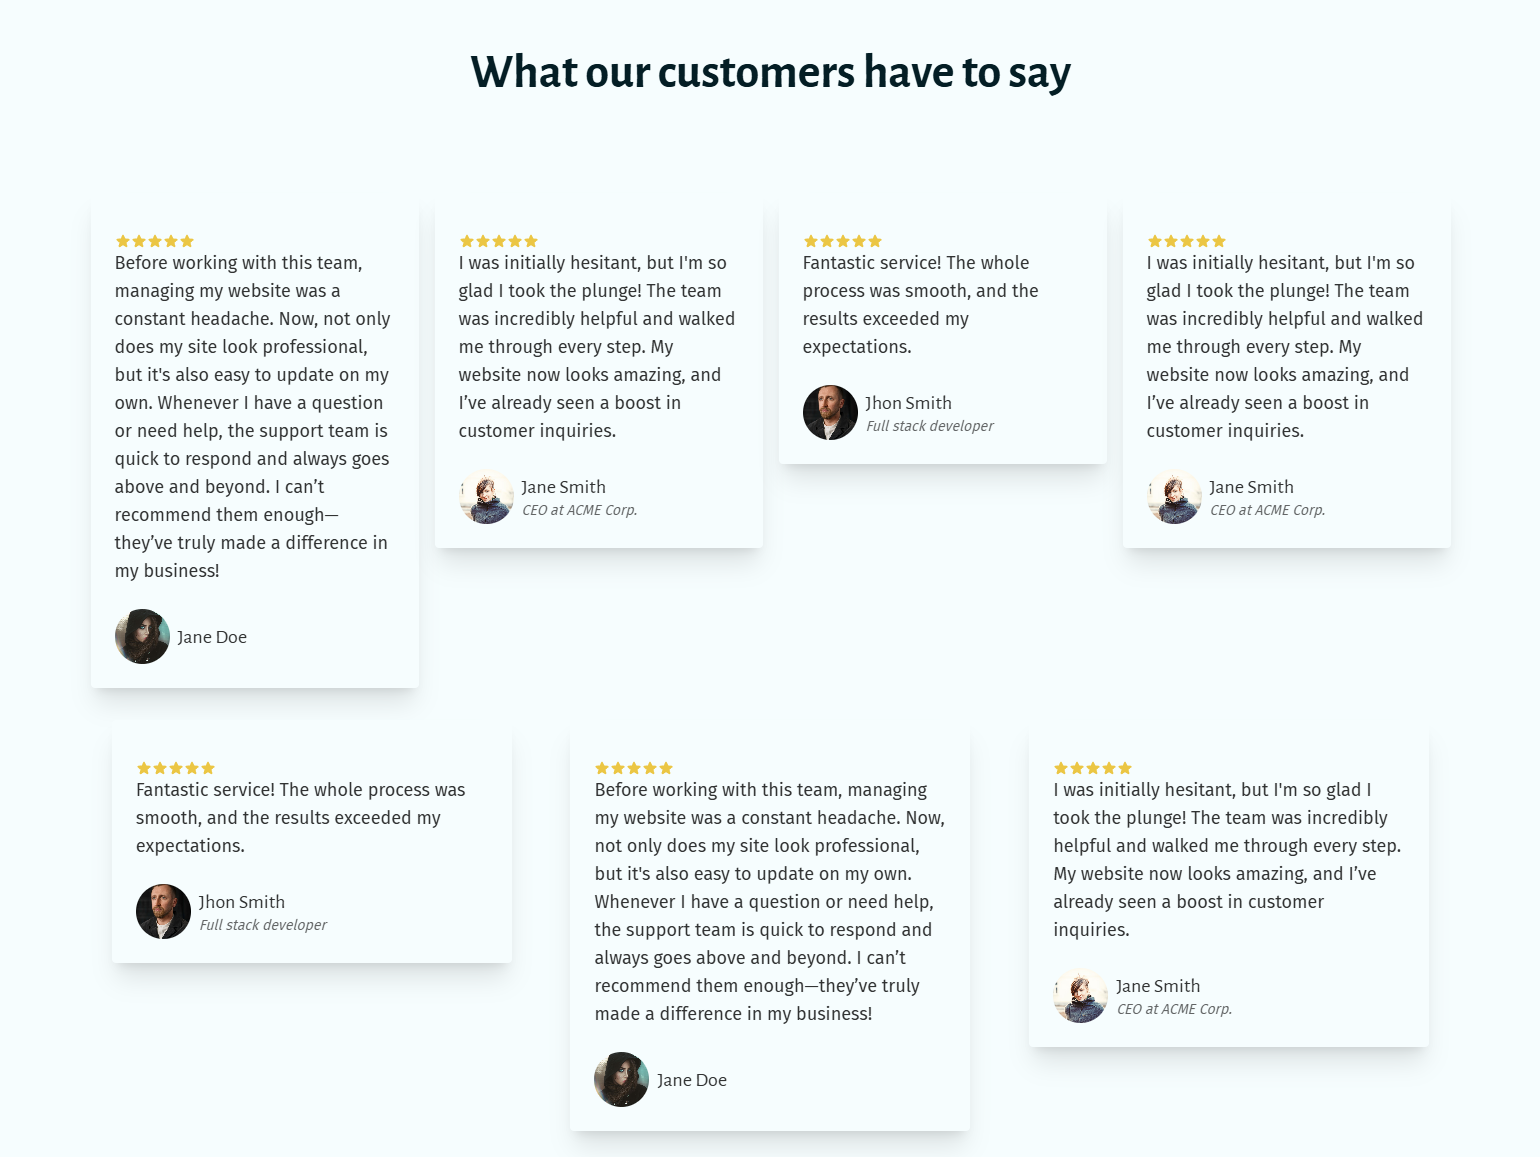 What our customers have to say
Before working with this team,
managing my website was a
constant headache. Now, not only
does my site look professional,
but it's also easy to update on my
own. Whenever I have a question
or need help, the support team is
quick to respond and always goes
above and beyond. I can’t
recommend them enough—
they’ve truly made a difference in
my business!
Jane Doe
I was initially hesitant, but I'm so
glad I took the plunge! The team
was incredibly helpful and walked
me through every step. My
website now looks amazing, and
I’ve already seen a boost in
customer inquiries.
Jane Smith
CEO at ACME Corp.
Fantastic service! The whole
process was smooth, and the
results exceeded my
expectations.
Jhon Smith
Full stack developer
I was initially hesitant, but I'm so
glad I took the plunge! The team
was incredibly helpful and walked
me through every step. My
website now looks amazing, and
I’ve already seen a boost in
customer inquiries.
Jane Smith
CEO at ACME Corp.
Fantastic service! The whole process was
smooth, and the results exceeded my
expectations.
Jhon Smith
Full stack developer
Before working with this team, managing
my website was a constant headache. Now,
not only does my site look professional,
but it's also easy to update on my own.
Whenever I have a question or need help,
the support team is quick to respond and
always goes above and beyond. I can’t
recommend them enough—they’ve truly
made a difference in my business!
Jane Doe
I was initially hesitant, but I'm so glad I
took the plunge! The team was incredibly
helpful and walked me through every step.
My website now looks amazing, and I’ve
already seen a boost in customer
inquiries.
Jane Smith
CEO at ACME Corp.